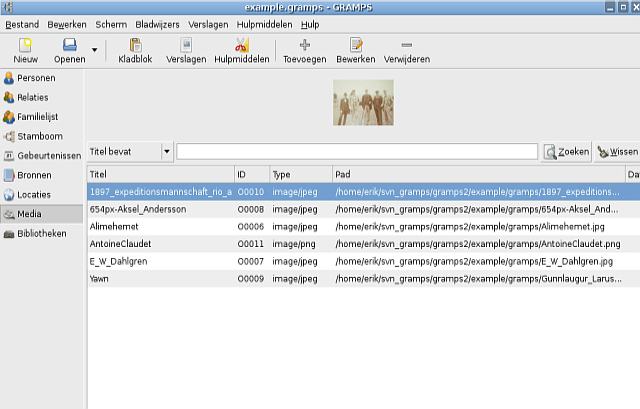 example.gramps - GRAMPS
Bestand Bewerken Scherm Bladwijzers Verslagen Hulpmiddelen Hulp
Nieuw Openen Kladblok Verslagen Hulpmiddelen Toevoegen Bewerken Verwijderen
Personen
Relaties
Familielijst
Stamboom
Gebeurtenissen
Bronnen
Locaties
Media
Bibliotheken
Titel bevat Zoeken Wissen
Titel ID Type Pad Da
1897_expeditionsmannschaft_rio_a O0010 image/jpeg /home/erik/svn_gramps/gramps2/example/gramps/1897_expeditions...
654px-Aksel_Andersson O0008 image/jpeg /home/erik/svn_gramps/gramps2/example/gramps/654px-Aksel_And...
Alimehemet O0006 image/jpeg /home/erik/svn_gramps/gramps2/example/gramps/Alimehemet.jpg
AntoineClaudet O0011 image/png /home/erik/svn_gramps/gramps2/example/gramps/AntoineClaudet.png
E_W_Dahlgren O0007 image/jpeg /home/erik/svn_gramps/gramps2/example/gramps/E_W_Dahlgren.jpg
Yawn O0009 image/jpeg /home/erik/svn_gramps/gramps2/example/gramps/Gunnlaugur_Larus...